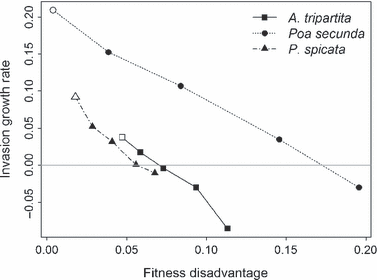 0.20
0.15
0.10
0.05
0.00
−0.05
Invasion growth rate
A. tripartita
Poa secunda
P. spicata
0.00 0.05 0.10 0.15 0.20
Fitness disadvantage